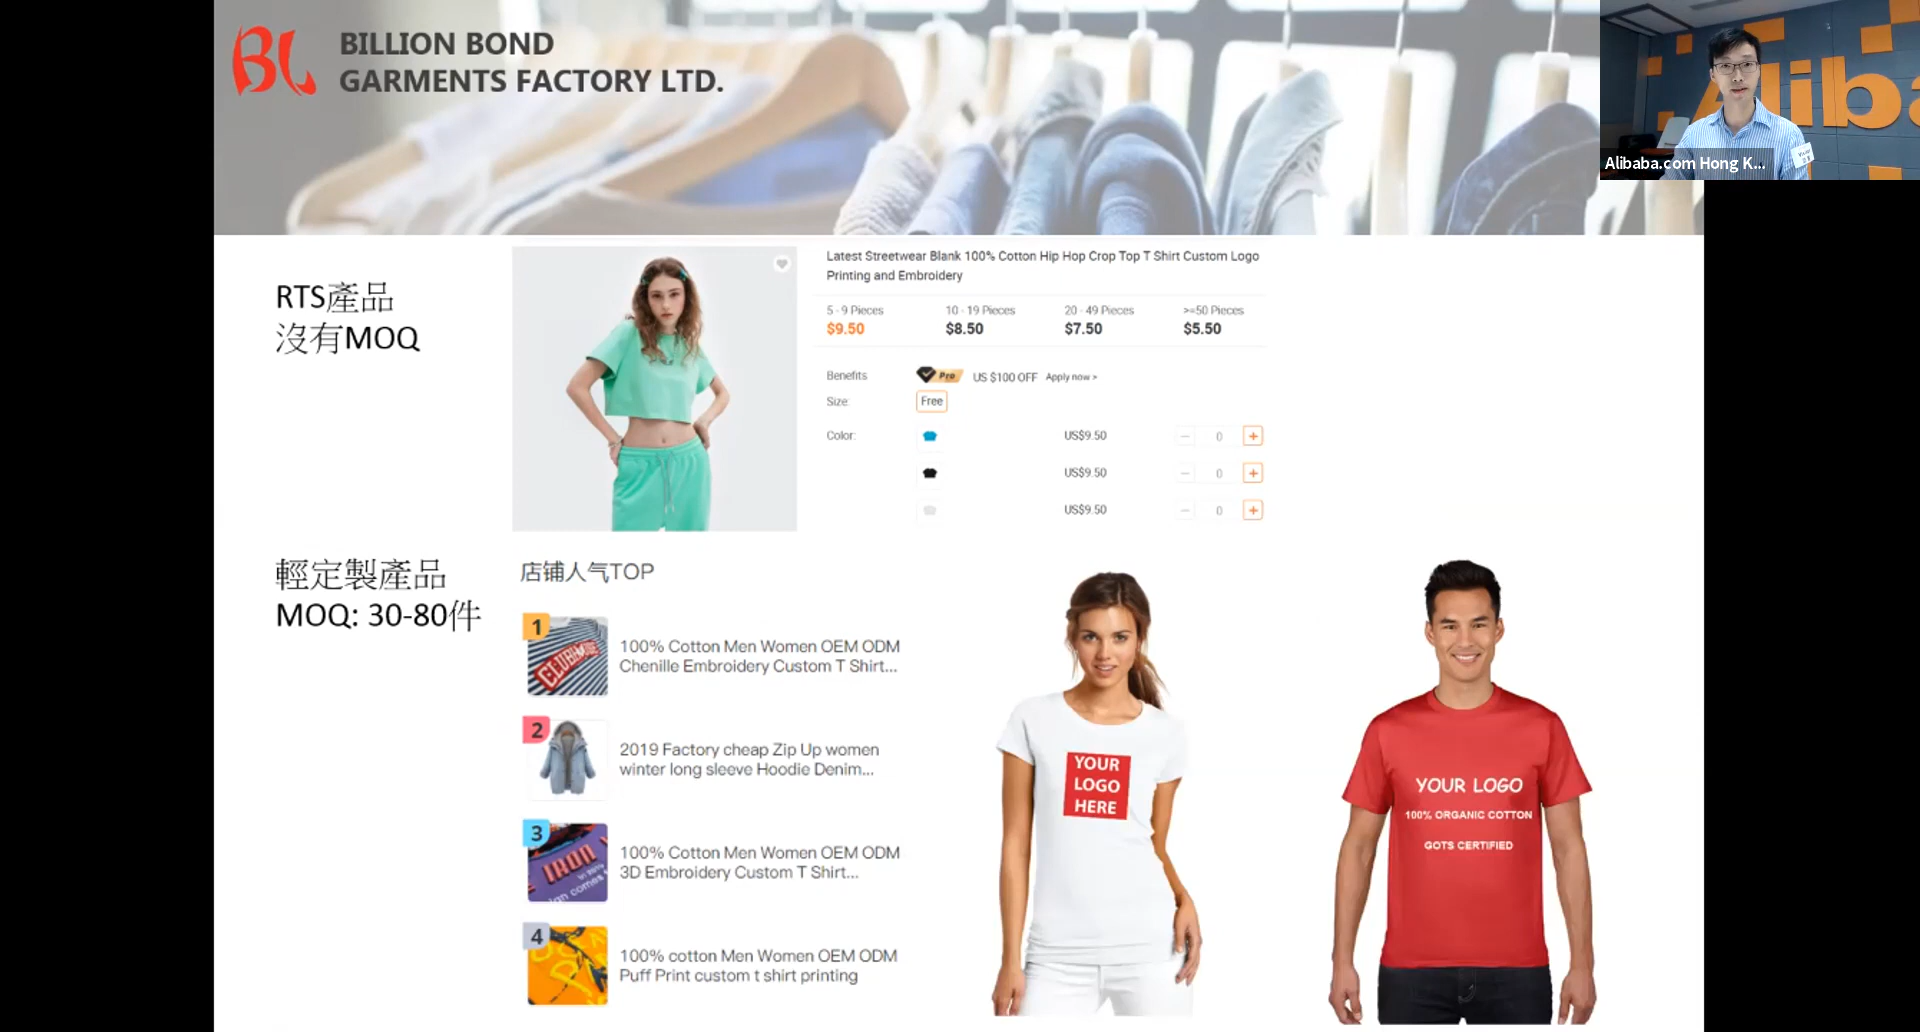 BL
BILLION BOND
GARMENTS FACTORY LTD.
Aliba
Alibaba.com Hong K...
RTS產品
沒有MOQ
Latest Streetwear Blank 100% Cotton Hip Hop Crop Top T Shirt Custom Logo
Printing and Embroidery
5 - 9 Pieces
10 - 19 Pieces
20 - 49 Pieces
>=50 Pieces
$9.50
$8.50
$7.50
$5.50
Benefits
Pro
US $100 OFF
Apply now >
Size:
Free
Color:
US$9.50
− 0 +
US$9.50
− 0 +
US$9.50
− 0 +
輕定製產品
MOQ: 30-80件
店铺人气TOP
1
100% Cotton Men Women OEM ODM
Chenille Embroidery Custom T Shirt...
2
2019 Factory cheap Zip Up women
winter long sleeve Hoodie Denim...
3
IRON
100% Cotton Men Women OEM ODM
3D Embroidery Custom T Shirt...
4
100% cotton Men Women OEM ODM
Puff Print custom t shirt printing
YOUR
LOGO
HERE
YOUR LOGO
100% ORGANIC COTTON
GOTS CERTIFIED